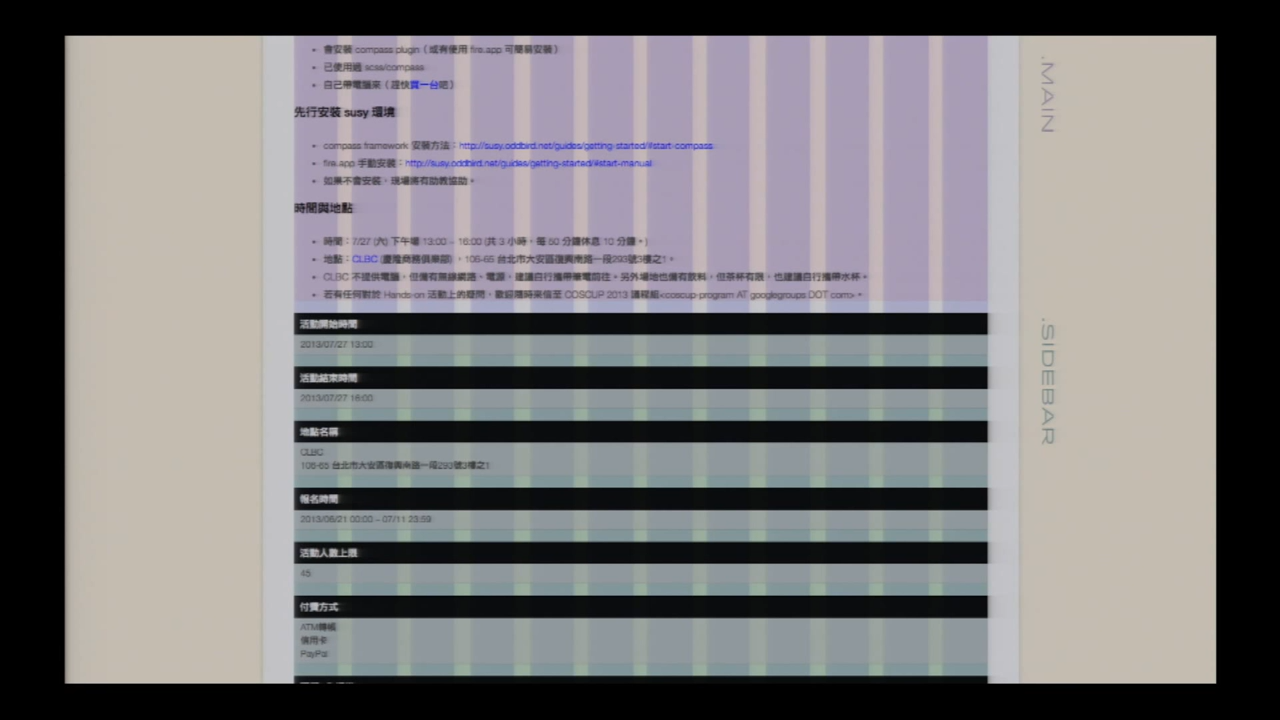 會安裝 compass plugin（或有使用 fire.app 可簡易安裝）
已使用過 scss/compass
自己帶電腦來（趕快買一台吧）
先行安裝 susy 環境
compass framework 安裝方法：http://susy.oddbird.net/guides/getting-started/#start-compass
fire.app 手動安裝：http://susy.oddbird.net/guides/getting-started/#start-manual
如果不會安裝，現場將有助教協助。
時間與地點
時間：7/27 (六) 下午場 13:00 – 16:00 (共 3 小時，每 50 分鐘休息 10 分鐘。)
地點：CLBC (慶擔商務俱樂部) ，106-65 台北市大安區復興南路一段293號3樓之1。
CLBC 不提供電腦，但備有無線網路、電源，建議自行攜帶筆電前往。另外場地也備有飲料，但茶杯有限，也建議自行攜帶水杯。
若有任何對於 Hands-on 活動上的疑問，歡迎隨時來信至 COSCUP 2013 議程組<coscup-program AT googlegroups DOT com>。
活動開始時間
2013/07/27 13:00
活動結束時間
2013/07/27 16:00
地點名稱
CLBC
106-65 台北市大安區復興南路一段293號3樓之1
報名時間
2013/06/21 00:00 – 07/11 23:59
活動人數上限
45
付費方式
ATM轉帳
信用卡
PayPal
.MAIN
.SIDEBAR